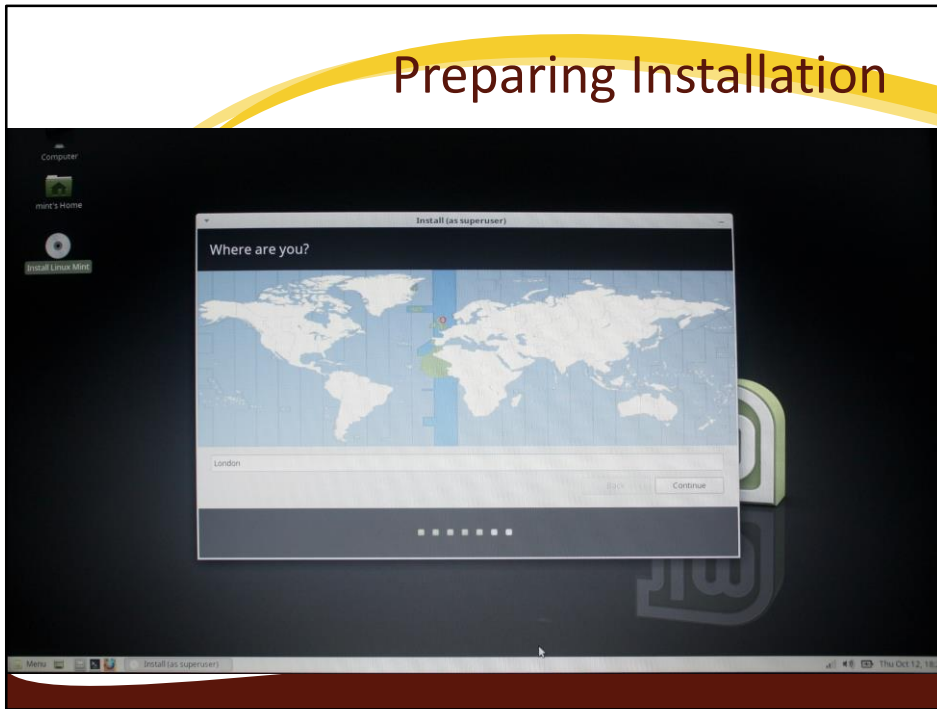 Preparing Installation
Computer
mint's Home
Install Linux Mint
Install (as superuser)
Where are you?
London
Back
Continue
Menu
Install (as superuser)
Thu Oct 12, 18: